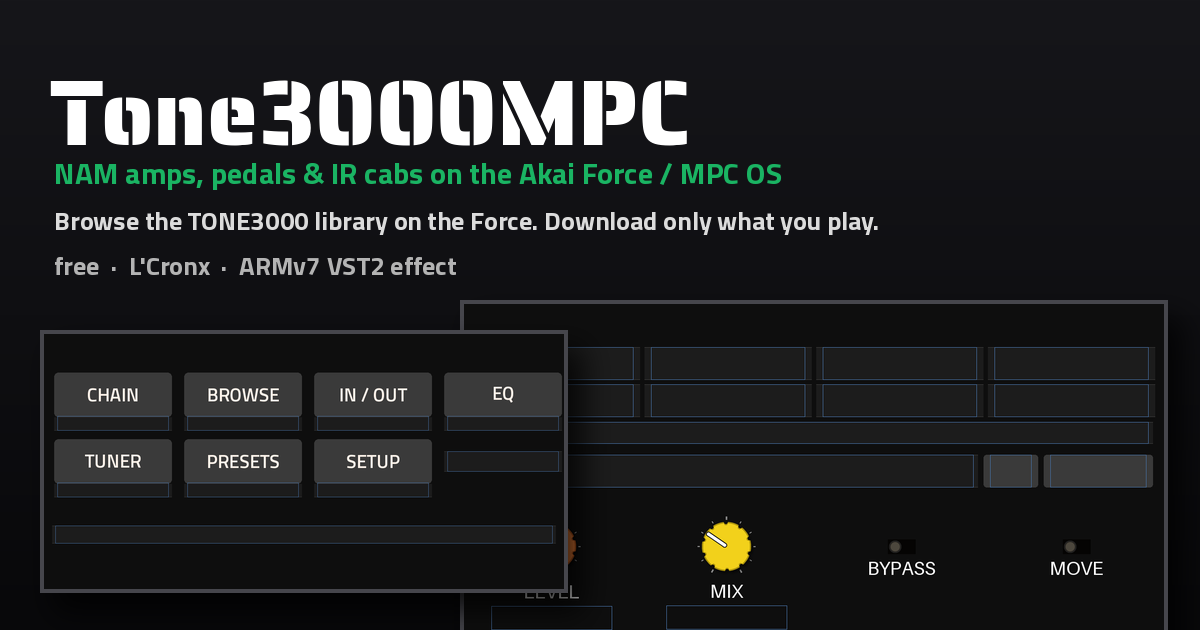 Tone3000MPC
NAM amps, pedals & IR cabs on the Akai Force / MPC OS
Browse the TONE3000 library on the Force. Download only what you play.
free · L'Cronx · ARMv7 VST2 effect
CHAIN BROWSE IN / OUT EQ
TUNER PRESETS SETUP
BYPASS MOVE
LEVEL MIX